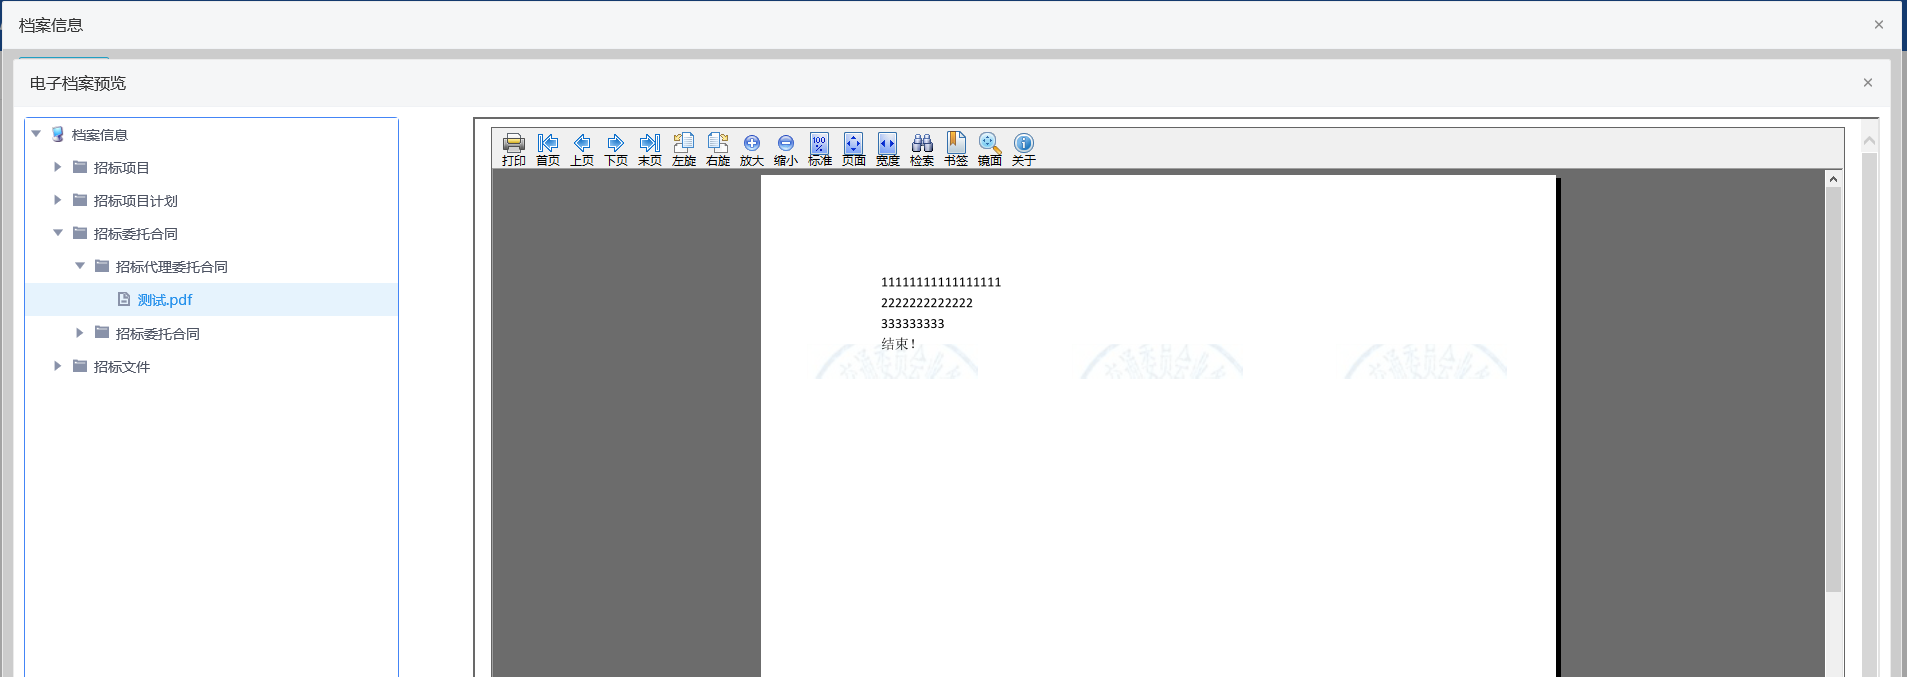 档案信息
电子档案预览
档案信息
招标项目
招标项目计划
招标委托合同
招标代理委托合同
测试.pdf
招标委托合同
招标文件
打印 首页 上页 下页 末页 左旋 右旋 放大 缩小 标准 页面 宽度 检索 书签 镜面 关于
11111111111111111
2222222222222
333333333
结束！